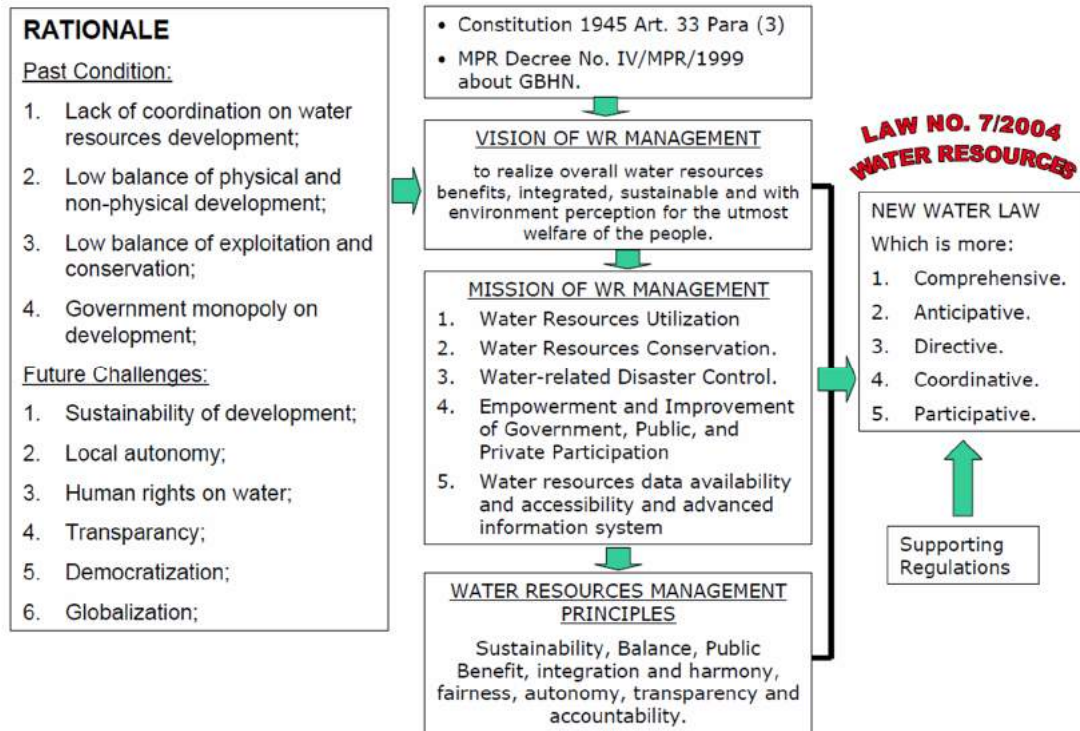 RATIONALE
Past Condition:
1. Lack of coordination on water
resources development;
2. Low balance of physical and
non-physical development;
3. Low balance of exploitation and
conservation;
4. Government monopoly on
development;
Future Challenges:
1. Sustainability of development;
2. Local autonomy;
3. Human rights on water;
4. Transparancy;
5. Democratization;
6. Globalization;
• Constitution 1945 Art. 33 Para (3)
• MPR Decree No. IV/MPR/1999
about GBHN.
VISION OF WR MANAGEMENT
to realize overall water resources
benefits, integrated, sustainable and with
environment perception for the utmost
welfare of the people.
MISSION OF WR MANAGEMENT
1. Water Resources Utilization
2. Water Resources Conservation.
3. Water-related Disaster Control.
4. Empowerment and Improvement
of Government, Public, and
Private Participation
5. Water resources data availability
and accessibility and advanced
information system
WATER RESOURCES MANAGEMENT
PRINCIPLES
Sustainability, Balance, Public
Benefit, integration and harmony,
fairness, autonomy, transparency and
accountability.
LAW NO. 7/2004
WATER RESOURCES
NEW WATER LAW
Which is more:
1. Comprehensive.
2. Anticipative.
3. Directive.
4. Coordinative.
5. Participative.
Supporting
Regulations